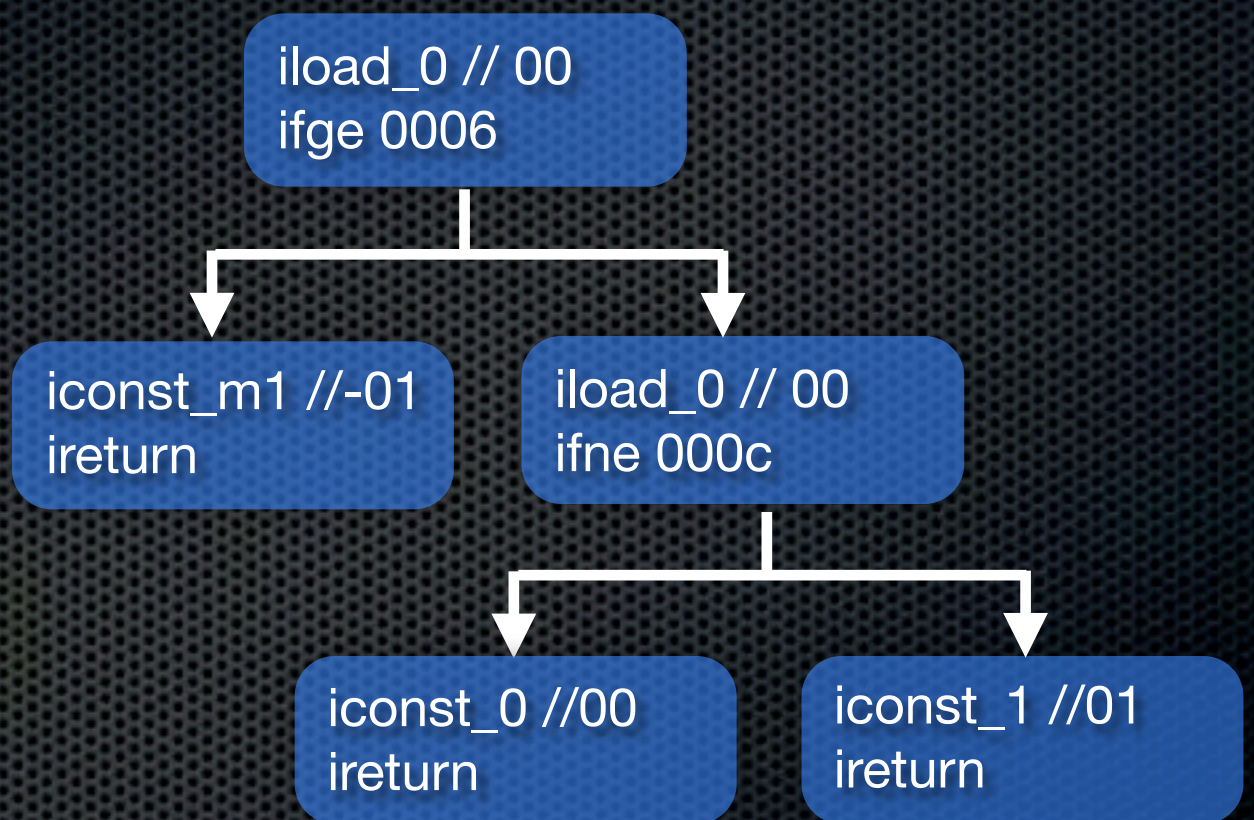 iload_0 // 00
ifge 0006
iconst_m1 //-01
ireturn
iload_0 // 00
ifne 000c
iconst_0 //00
ireturn
iconst_1 //01
ireturn